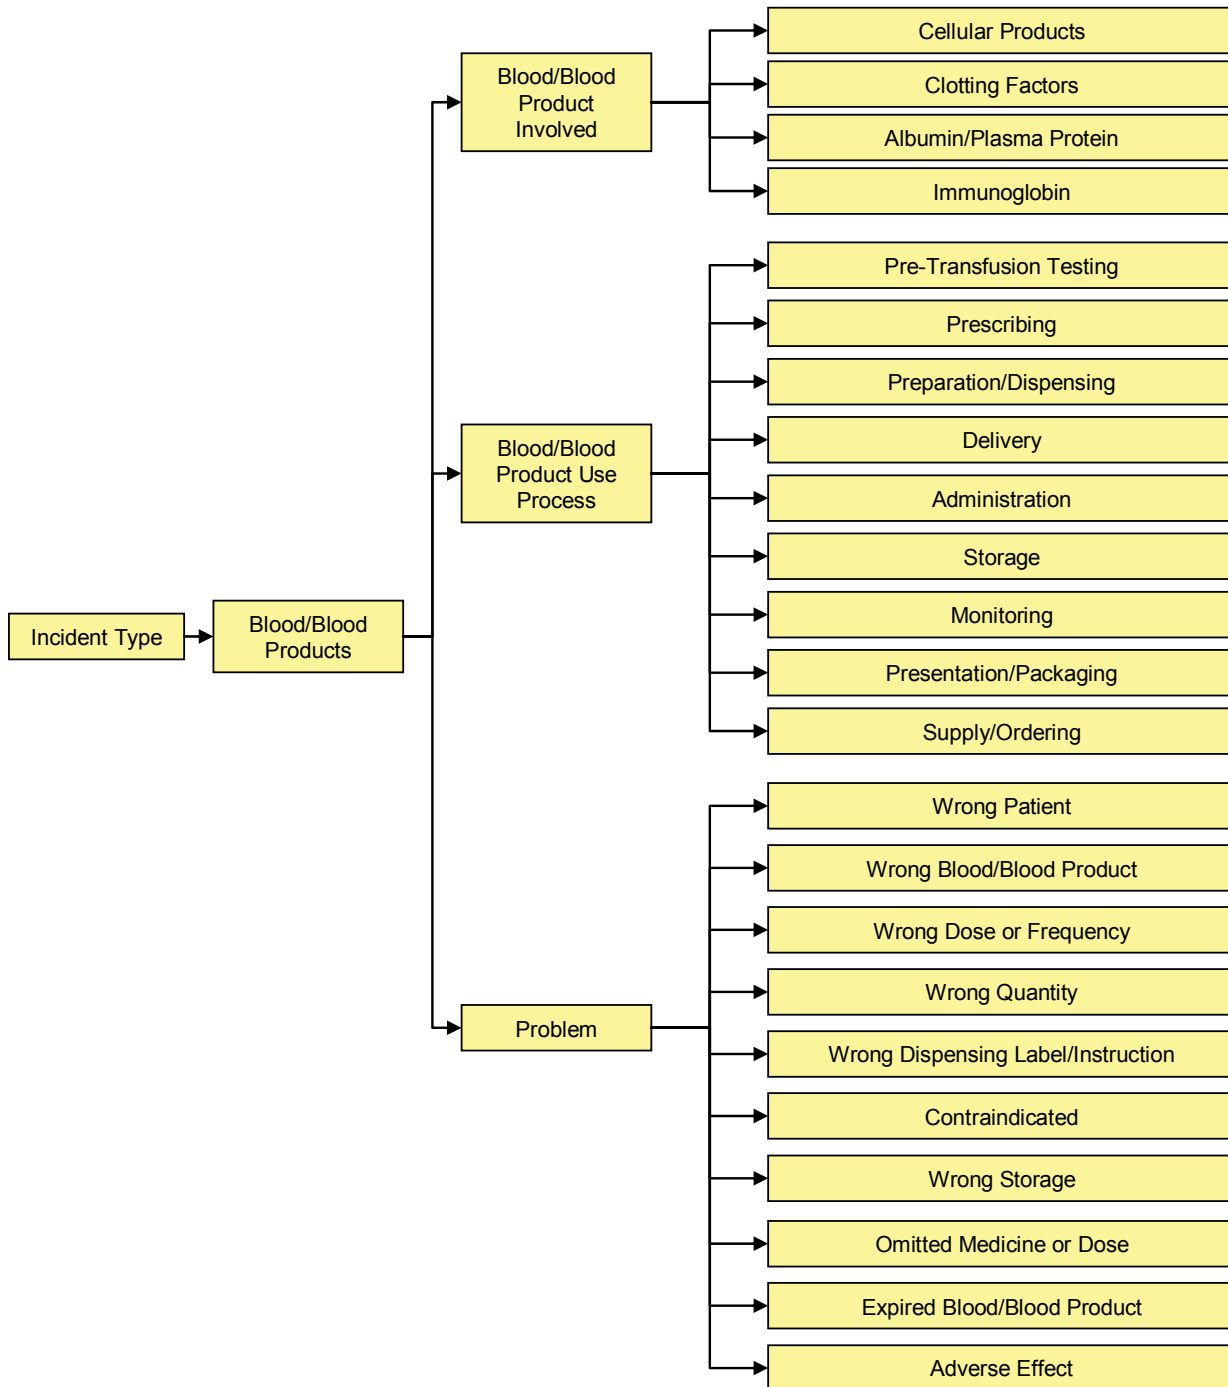 Incident Type
Blood/Blood
Products
Blood/Blood
Product
Involved
Cellular Products
Clotting Factors
Albumin/Plasma Protein
Immunoglobin
Blood/Blood
Product Use
Process
Pre-Transfusion Testing
Prescribing
Preparation/Dispensing
Delivery
Administration
Storage
Monitoring
Presentation/Packaging
Supply/Ordering
Problem
Wrong Patient
Wrong Blood/Blood Product
Wrong Dose or Frequency
Wrong Quantity
Wrong Dispensing Label/Instruction
Contraindicated
Wrong Storage
Omitted Medicine or Dose
Expired Blood/Blood Product
Adverse Effect